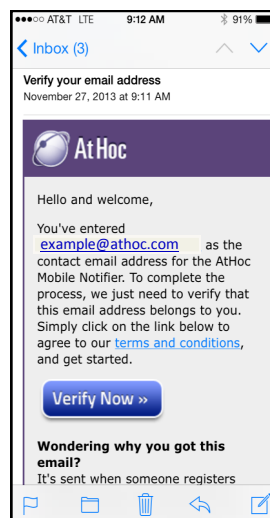 AT&T LTE 9:12 AM 91%
Inbox (3)
Verify your email address
November 27, 2013 at 9:11 AM
AtHoc
Hello and welcome,
You've entered
example@athoc.com as the
contact email address for the AtHoc
Mobile Notifier. To complete the
process, we just need to verify that
this email address belongs to you.
Simply click on the link below to
agree to our terms and conditions,
and get started.
Verify Now »
Wondering why you got this
email?
It's sent when someone registers